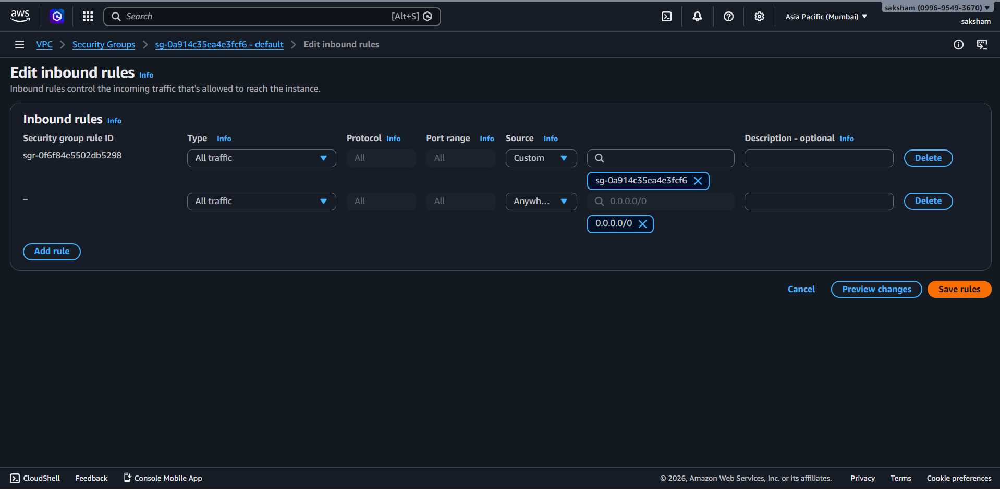 aws
Search [Alt+S]
Asia Pacific (Mumbai)
saksham (0996-9549-3670)
saksham
VPC
Security Groups
sg-0a914c35ea4e3fcf6 - default
Edit inbound rules
Edit inbound rules Info
Inbound rules control the incoming traffic that's allowed to reach the instance.
Inbound rules Info
Security group rule ID Type Info Protocol Info Port range Info Source Info Description - optional Info
sgr-0f6f84e5502db5298 All traffic All All Custom Delete
sg-0a914c35ea4e3fcf6
– All traffic All All Anywh... 0.0.0.0/0 Delete
0.0.0.0/0
Add rule
Cancel Preview changes Save rules
CloudShell Feedback Console Mobile App © 2026, Amazon Web Services, Inc. or its affiliates. Privacy Terms Cookie preferences